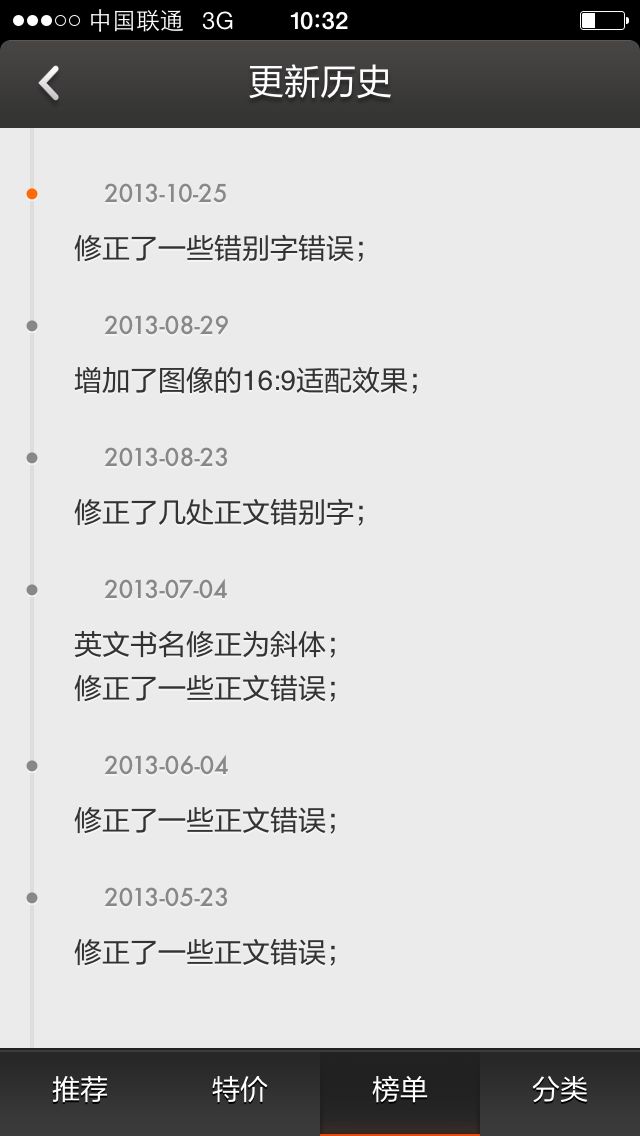 中国联通 3G 10:32
更新历史
2013-10-25
修正了一些错别字错误；
2013-08-29
增加了图像的16:9适配效果；
2013-08-23
修正了几处正文错别字；
2013-07-04
英文书名修正为斜体；
修正了一些正文错误；
2013-06-04
修正了一些正文错误；
2013-05-23
修正了一些正文错误；
推荐 特价 榜单 分类